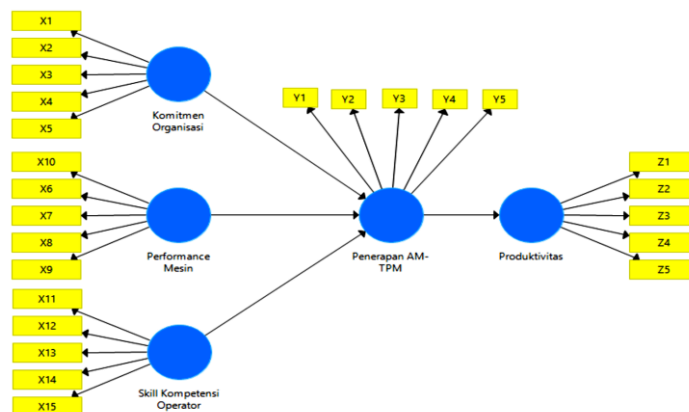 X1
X2
X3
X4
X5
Komitmen
Organisasi
Y1
Y2
Y3
Y4
Y5
X10
X6
X7
X8
X9
Performance
Mesin
Penerapan AM-
TPM
Produktivitas
Z1
Z2
Z3
Z4
Z5
X11
X12
X13
X14
X15
Skill Kompetensi
Operator